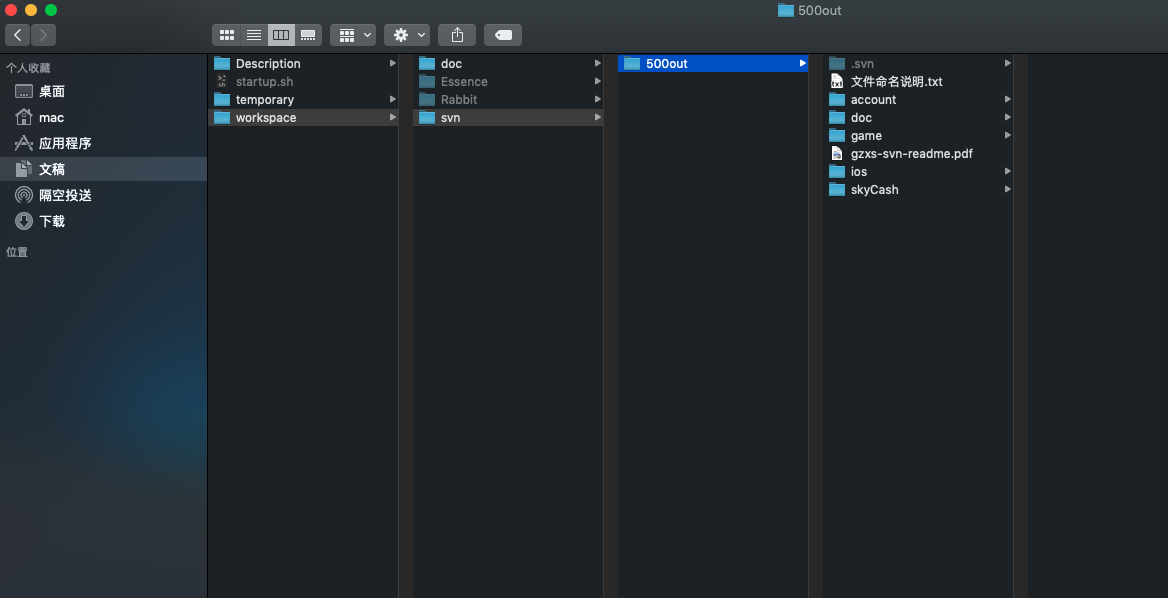 500out
个人收藏
桌面
mac
应用程序
文稿
隔空投送
下载
位置
Description
startup.sh
temporary
workspace
doc
Essence
Rabbit
svn
500out
.svn
文件命名说明.txt
account
doc
game
gzxs-svn-readme.pdf
ios
skyCash